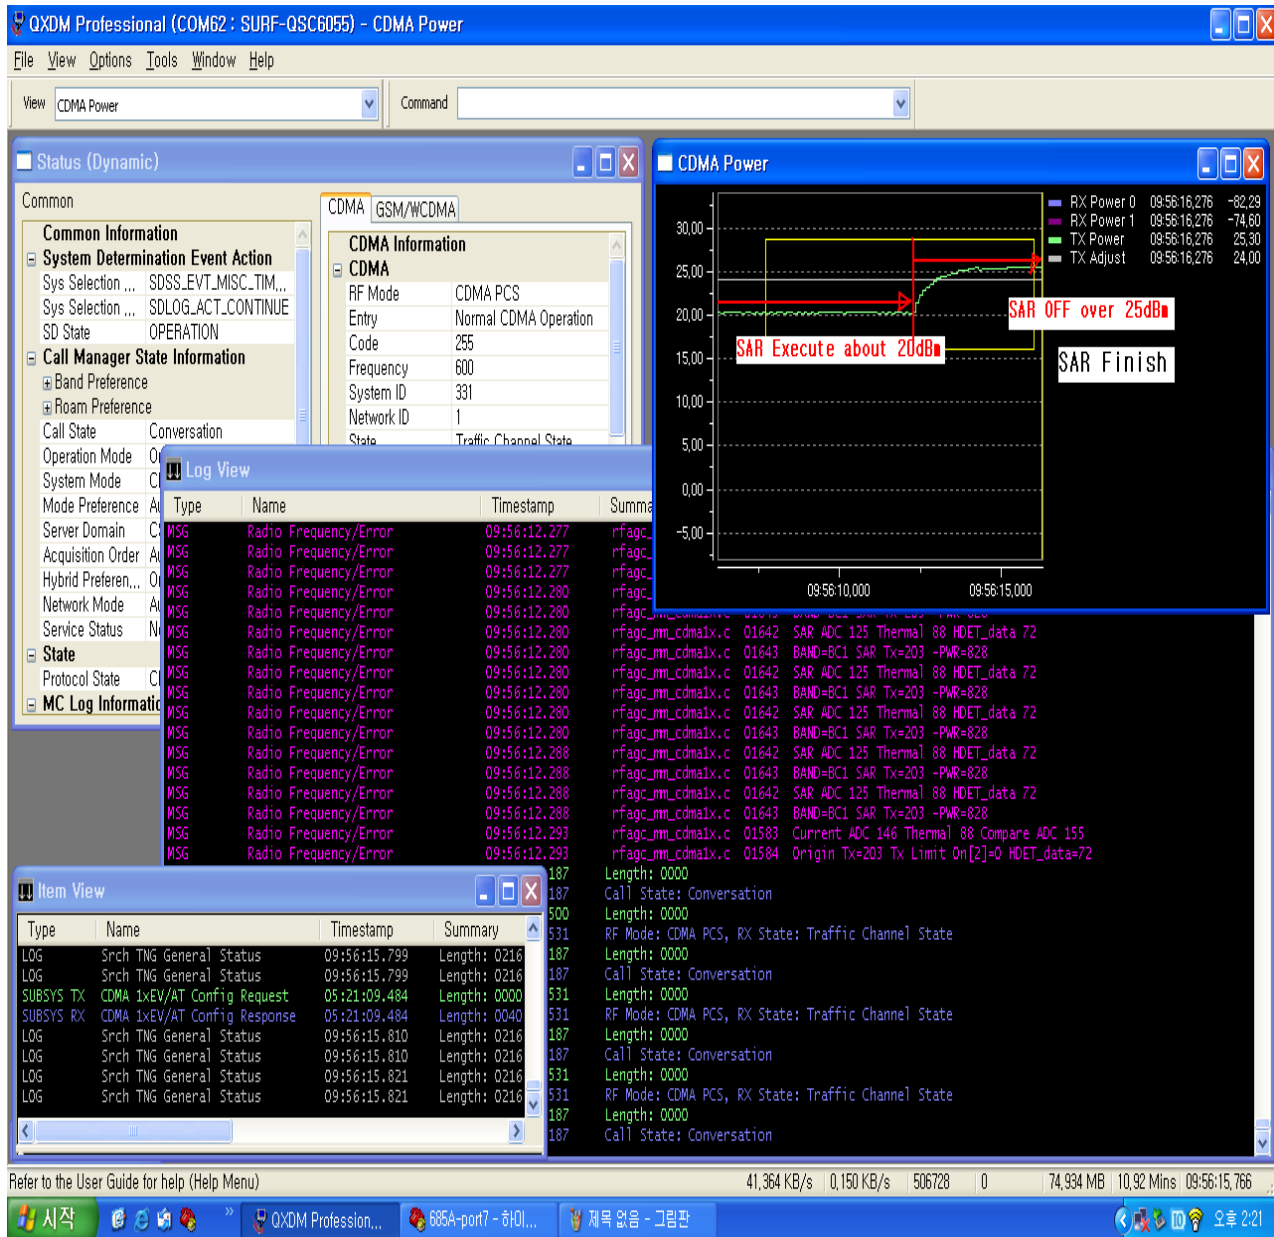 QXDM Professional (COM62 : SURF-QSC6055) - CDMA Power
File View Options Tools Window Help
View CDMA Power Command
Status (Dynamic)
Common
Common Information
System Determination Event Action
Sys Selection ... SDSS_EVT_MISC_TIM...
Sys Selection ... SDLOG_ACT_CONTINUE
SD State OPERATION
Call Manager State Information
Band Preference
Roam Preference
Call State Conversation
Operation Mode
System Mode
Mode Preference
Server Domain
Acquisition Order
Hybrid Preferen...
Network Mode
Service Status
State
Protocol State
MC Log Informatio
CDMA GSM/WCDMA
CDMA Information
CDMA
RF Mode CDMA PCS
Entry Normal CDMA Operation
Code 255
Frequency 600
System ID 331
Network ID 1
State Traffic Channel State
CDMA Power
RX Power 0 09:56:16,276 -82,29
RX Power 1 09:56:16,276 -74,60
TX Power 09:56:16,276 25,30
TX Adjust 09:56:16,276 24,00
30,00
25,00
20,00
15,00
10,00
5,00
0,00
-5,00
SAR Execute about 20dBm
SAR OFF over 25dBm
SAR Finish
09:56:10,000 09:56:15,000
Log View
Type Name Timestamp Summa
MSG Radio Frequency/Error 09:56:12.277 rfagc_
MSG Radio Frequency/Error 09:56:12.277 rfagc_
MSG Radio Frequency/Error 09:56:12.277 rfagc_
MSG Radio Frequency/Error 09:56:12.280 rfagc_
MSG Radio Frequency/Error 09:56:12.280 rfagc_mm_cdma1x.c 01643 BAND=BC1 SAR Tx=203 -PWR=828
MSG Radio Frequency/Error 09:56:12.280 rfagc_mm_cdma1x.c 01642 SAR ADC 125 Thermal 88 HDET_data 72
MSG Radio Frequency/Error 09:56:12.280 rfagc_mm_cdma1x.c 01643 BAND=BC1 SAR Tx=203 -PWR=828
MSG Radio Frequency/Error 09:56:12.280 rfagc_mm_cdma1x.c 01642 SAR ADC 125 Thermal 88 HDET_data 72
MSG Radio Frequency/Error 09:56:12.280 rfagc_mm_cdma1x.c 01643 BAND=BC1 SAR Tx=203 -PWR=828
MSG Radio Frequency/Error 09:56:12.280 rfagc_mm_cdma1x.c 01642 SAR ADC 125 Thermal 88 HDET_data 72
MSG Radio Frequency/Error 09:56:12.280 rfagc_mm_cdma1x.c 01643 BAND=BC1 SAR Tx=203 -PWR=828
MSG Radio Frequency/Error 09:56:12.288 rfagc_mm_cdma1x.c 01642 SAR ADC 125 Thermal 88 HDET_data 72
MSG Radio Frequency/Error 09:56:12.288 rfagc_mm_cdma1x.c 01643 BAND=BC1 SAR Tx=203 -PWR=828
MSG Radio Frequency/Error 09:56:12.288 rfagc_mm_cdma1x.c 01642 SAR ADC 125 Thermal 88 HDET_data 72
MSG Radio Frequency/Error 09:56:12.288 rfagc_mm_cdma1x.c 01643 BAND=BC1 SAR Tx=203 -PWR=828
MSG Radio Frequency/Error 09:56:12.293 rfagc_mm_cdma1x.c 01583 Current ADC 146 Thermal 88 Compare ADC 155
MSG Radio Frequency/Error 09:56:12.293 rfagc_mm_cdma1x.c 01584 Origin Tx=203 Tx Limit On[2]=0 HDET_data=72
187 Length: 0000
187 Call State: Conversation
500 Length: 0000
531 RF Mode: CDMA PCS, RX State: Traffic Channel State
187 Length: 0000
187 Call State: Conversation
531 Length: 0000
531 RF Mode: CDMA PCS, RX State: Traffic Channel State
187 Length: 0000
187 Call State: Conversation
531 Length: 0000
531 RF Mode: CDMA PCS, RX State: Traffic Channel State
187 Length: 0000
187 Call State: Conversation
Item View
Type Name Timestamp Summary
LOG Srch TNG General Status 09:56:15.799 Length: 0216
LOG Srch TNG General Status 09:56:15.799 Length: 0216
SUBSYS TX CDMA 1xEV/AT Config Request 05:21:09.484 Length: 0000
SUBSYS RX CDMA 1xEV/AT Config Response 05:21:09.484 Length: 0040
LOG Srch TNG General Status 09:56:15.810 Length: 0216
LOG Srch TNG General Status 09:56:15.810 Length: 0216
LOG Srch TNG General Status 09:56:15.821 Length: 0216
LOG Srch TNG General Status 09:56:15.821 Length: 0216
Refer to the User Guide for help (Help Menu) 41,364 KB/s 0,150 KB/s 506728 0 74,934 MB 10,92 Mins 09:56:15,766
시작 QXDM Profession... 685A-port7 - 하이... 제목 없음 - 그림판 오후 2:21